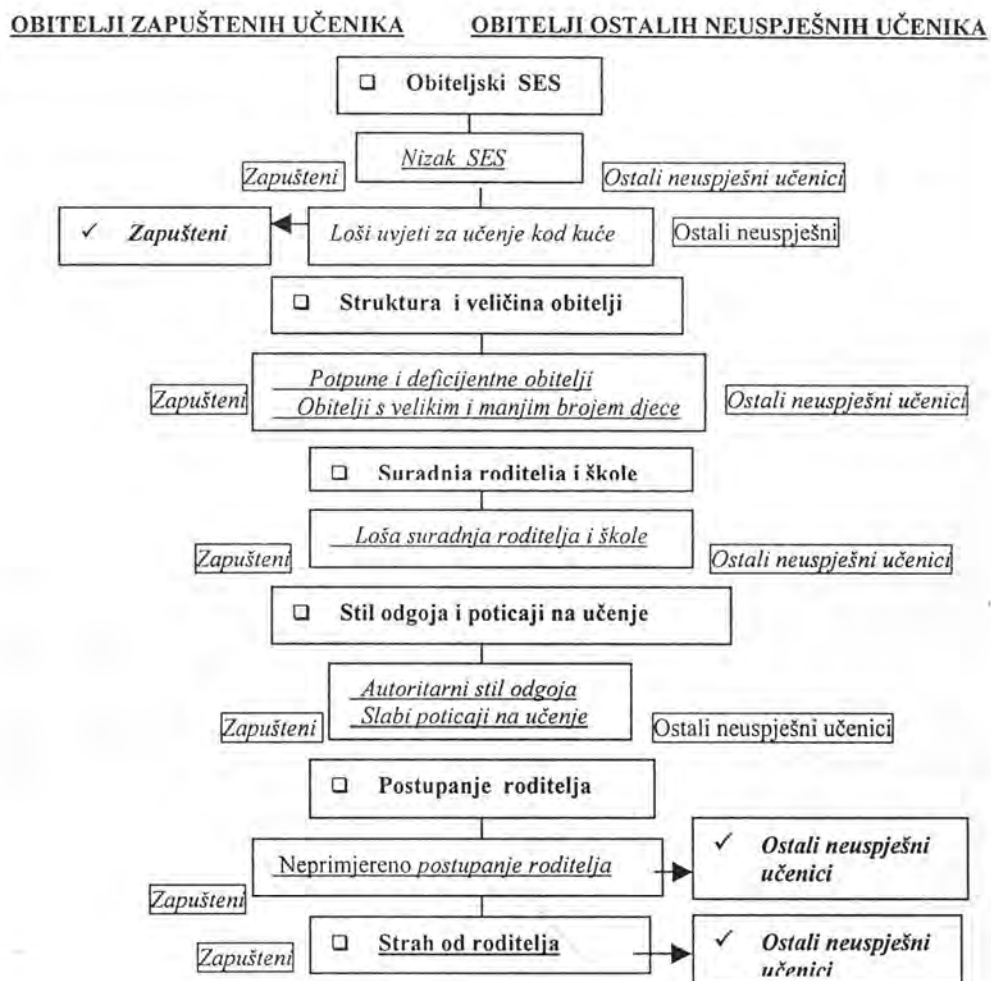 OBITELJI ZAPUŠTENIH UČENIKA OBITELJI OSTALIH NEUSPJEŠNIH UČENIKA
❑ Obiteljski SES
Nizak SES
Zapušteni Ostali neuspješni učenici
✓ Zapušteni Loši uvjeti za učenje kod kuće Ostali neuspješni
❑ Struktura i veličina obitelji
Potpune i deficijentne obitelji
Zapušteni Obitelji s velikim i manjim brojem djece Ostali neuspješni učenici
❑ Suradnia roditelia i škole
Loša suradnja roditelja i škole
Zapušteni Ostali neuspješni učenici
❑ Stil odgoja i poticaji na učenje
Autoritarni stil odgoja
Slabi poticaji na učenje
Zapušteni Ostali neuspješni učenici
❑ Postupanje roditelja
✓ Ostali neuspješni
učenici
Neprimjereno postupanje roditelja
Zapušteni
❑ Strah od roditelja
✓ Ostali neuspješni
učenici
Zapušteni